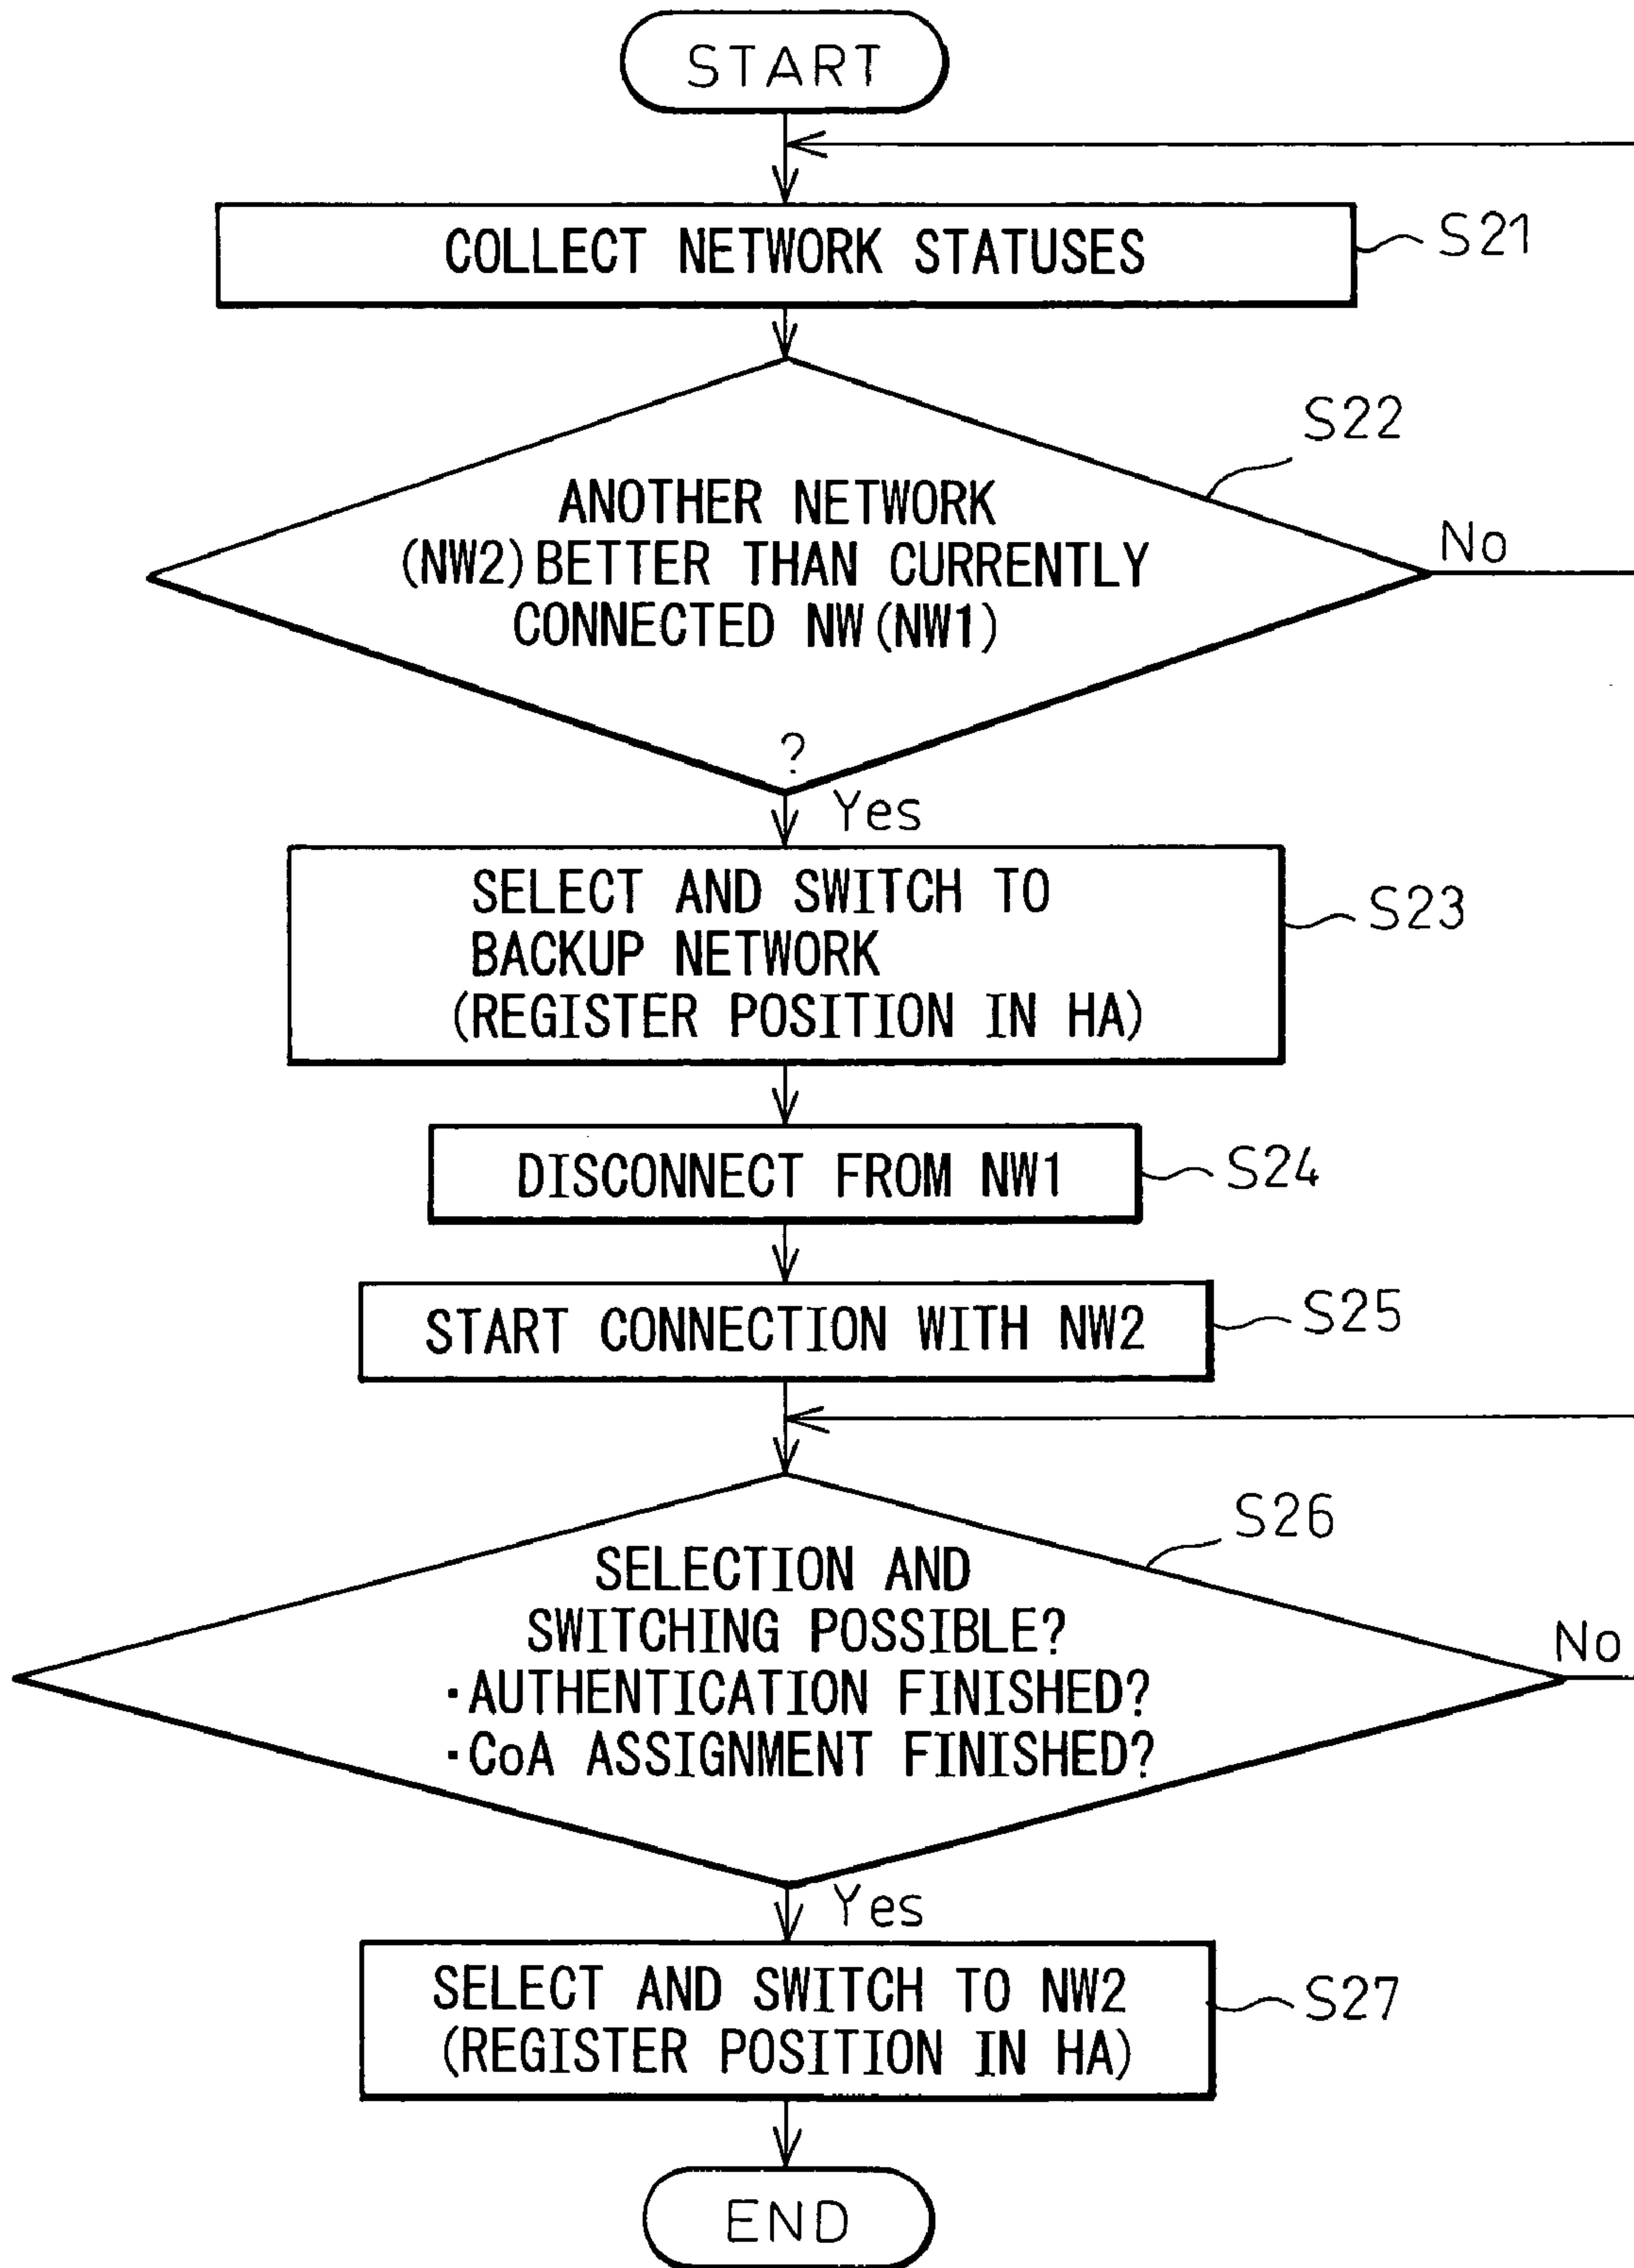 START
COLLECT NETWORK STATUSES
S21
S22
ANOTHER NETWORK
(NW2) BETTER THAN CURRENTLY
CONNECTED NW (NW1)
?
No
Yes
SELECT AND SWITCH TO
BACKUP NETWORK
(REGISTER POSITION IN HA)
S23
DISCONNECT FROM NW1
S24
START CONNECTION WITH NW2
S25
S26
SELECTION AND
SWITCHING POSSIBLE?
·AUTHENTICATION FINISHED?
·CoA ASSIGNMENT FINISHED?
No
Yes
SELECT AND SWITCH TO NW2
(REGISTER POSITION IN HA)
S27
END